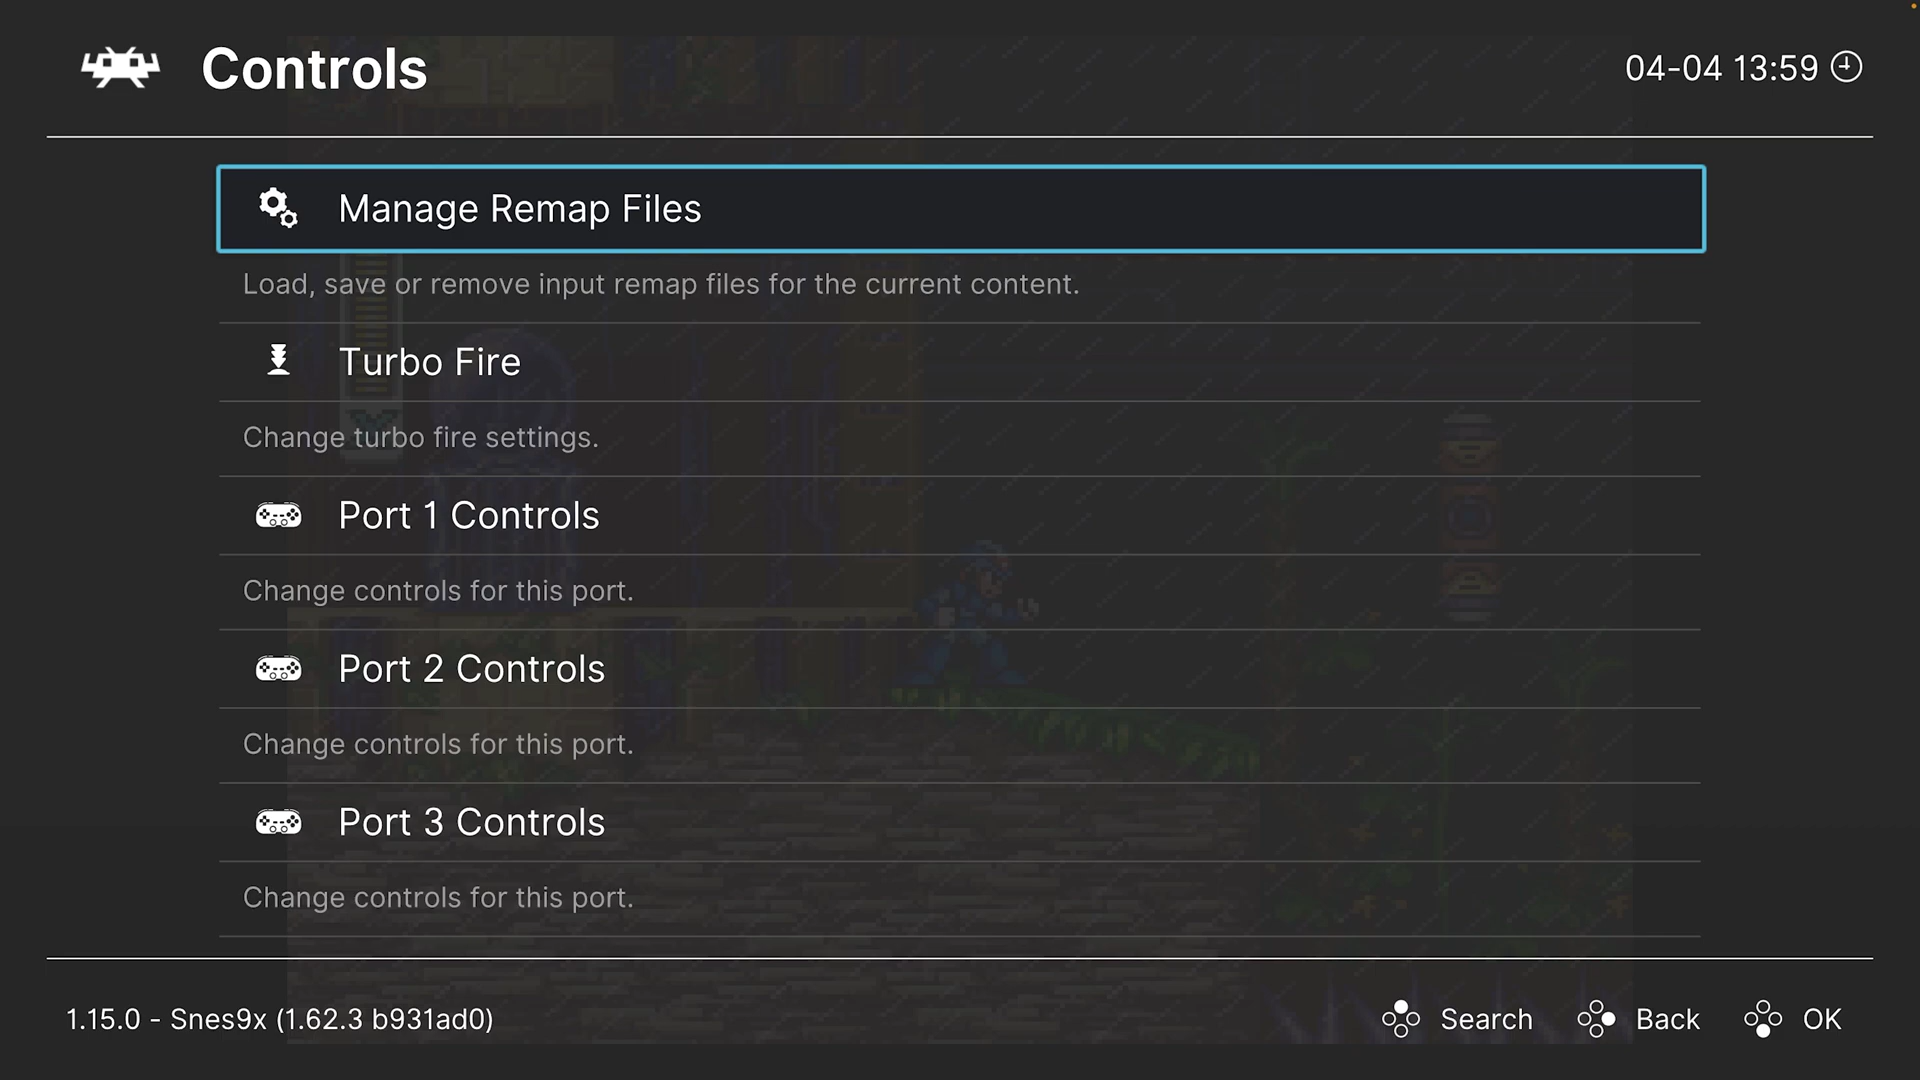 Controls
04-04 13:59
Manage Remap Files
Load, save or remove input remap files for the current content.
Turbo Fire
Change turbo fire settings.
Port 1 Controls
Change controls for this port.
Port 2 Controls
Change controls for this port.
Port 3 Controls
Change controls for this port.
1.15.0 - Snes9x (1.62.3 b931ad0)
Search Back OK